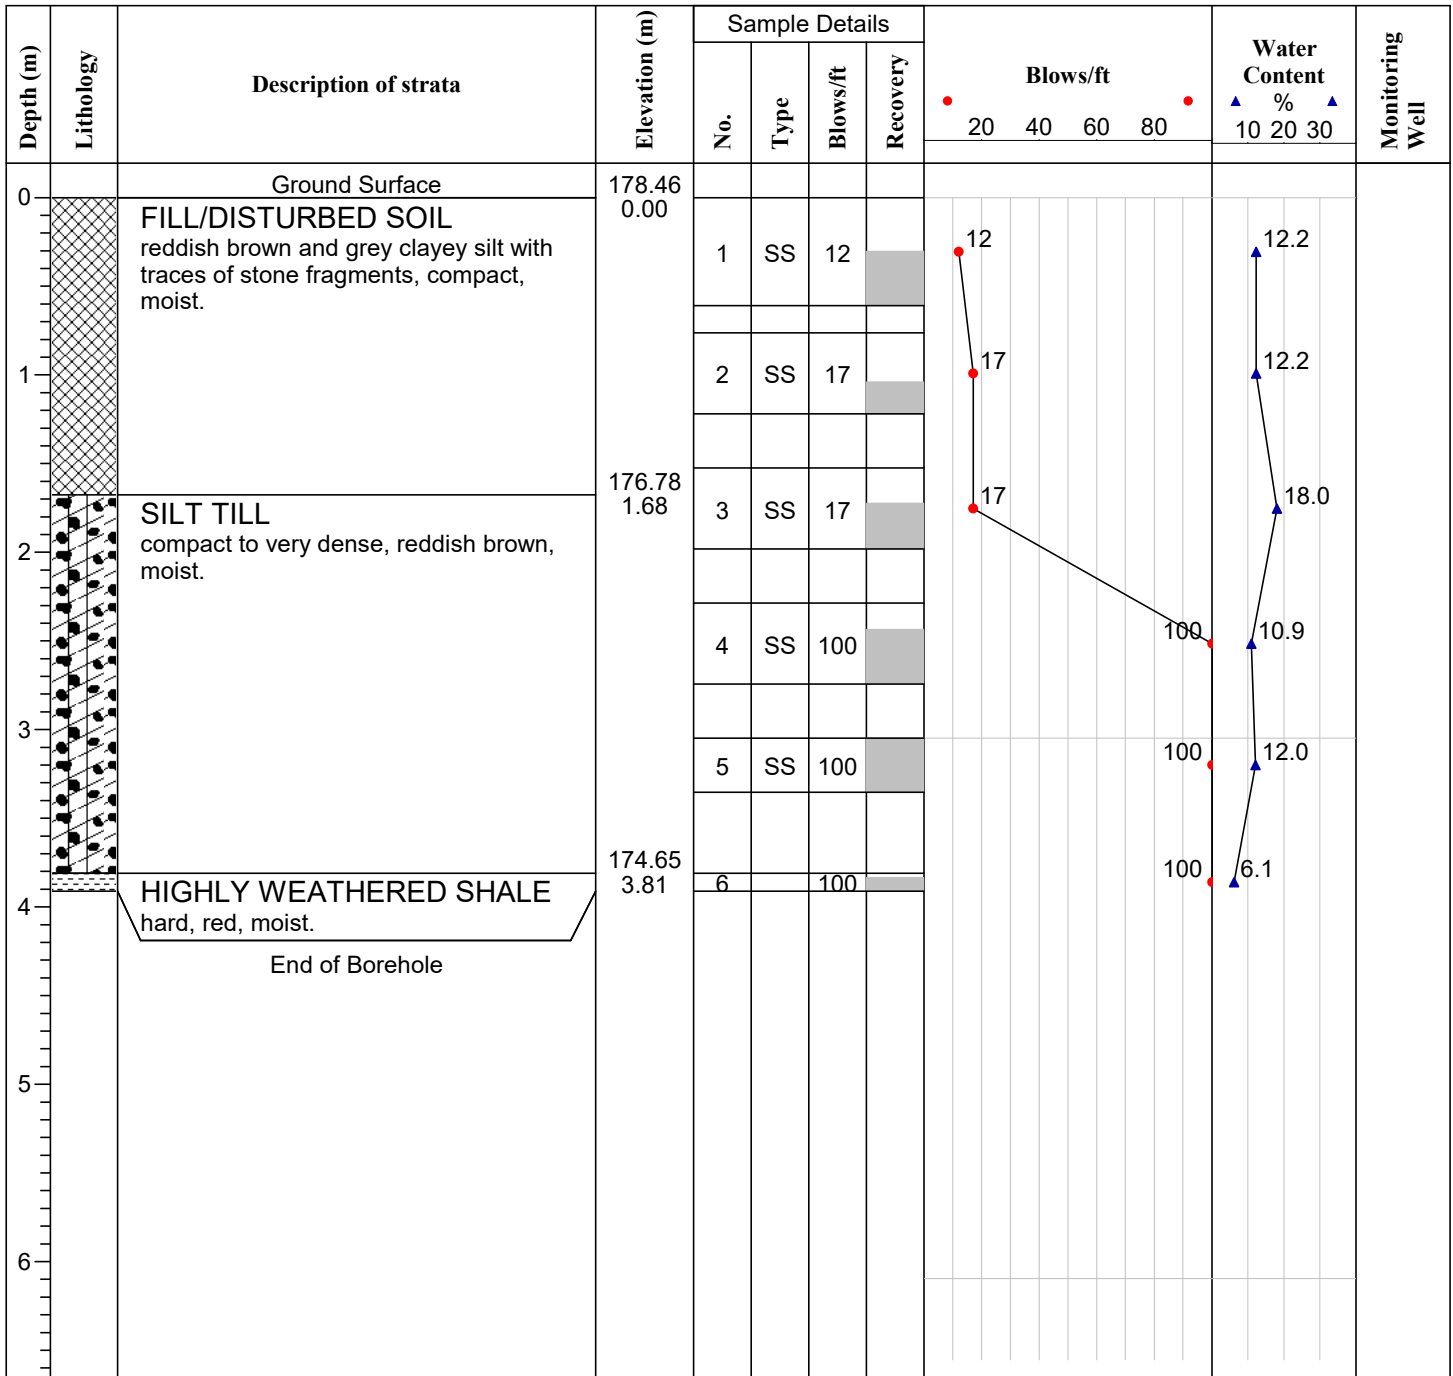 Depth (m)
Lithology
Description of strata
Elevation (m)
Sample Details
No.
Type
Blows/ft
Recovery
Blows/ft
20 40 60 80
Water
Content
%
10 20 30
Monitoring
Well
Ground Surface
178.46
0
0.00
FILL/DISTURBED SOIL
reddish brown and grey clayey silt with
traces of stone fragments, compact,
moist.
1 SS 12
12
12.2
1
2 SS 17
17
12.2
176.78
1.68
SILT TILL
compact to very dense, reddish brown,
moist.
3 SS 17
17
18.0
2
4 SS 100
100
10.9
3
5 SS 100
100
12.0
174.65
3.81
HIGHLY WEATHERED SHALE
hard, red, moist.
6 100
100
6.1
4
End of Borehole
5
6